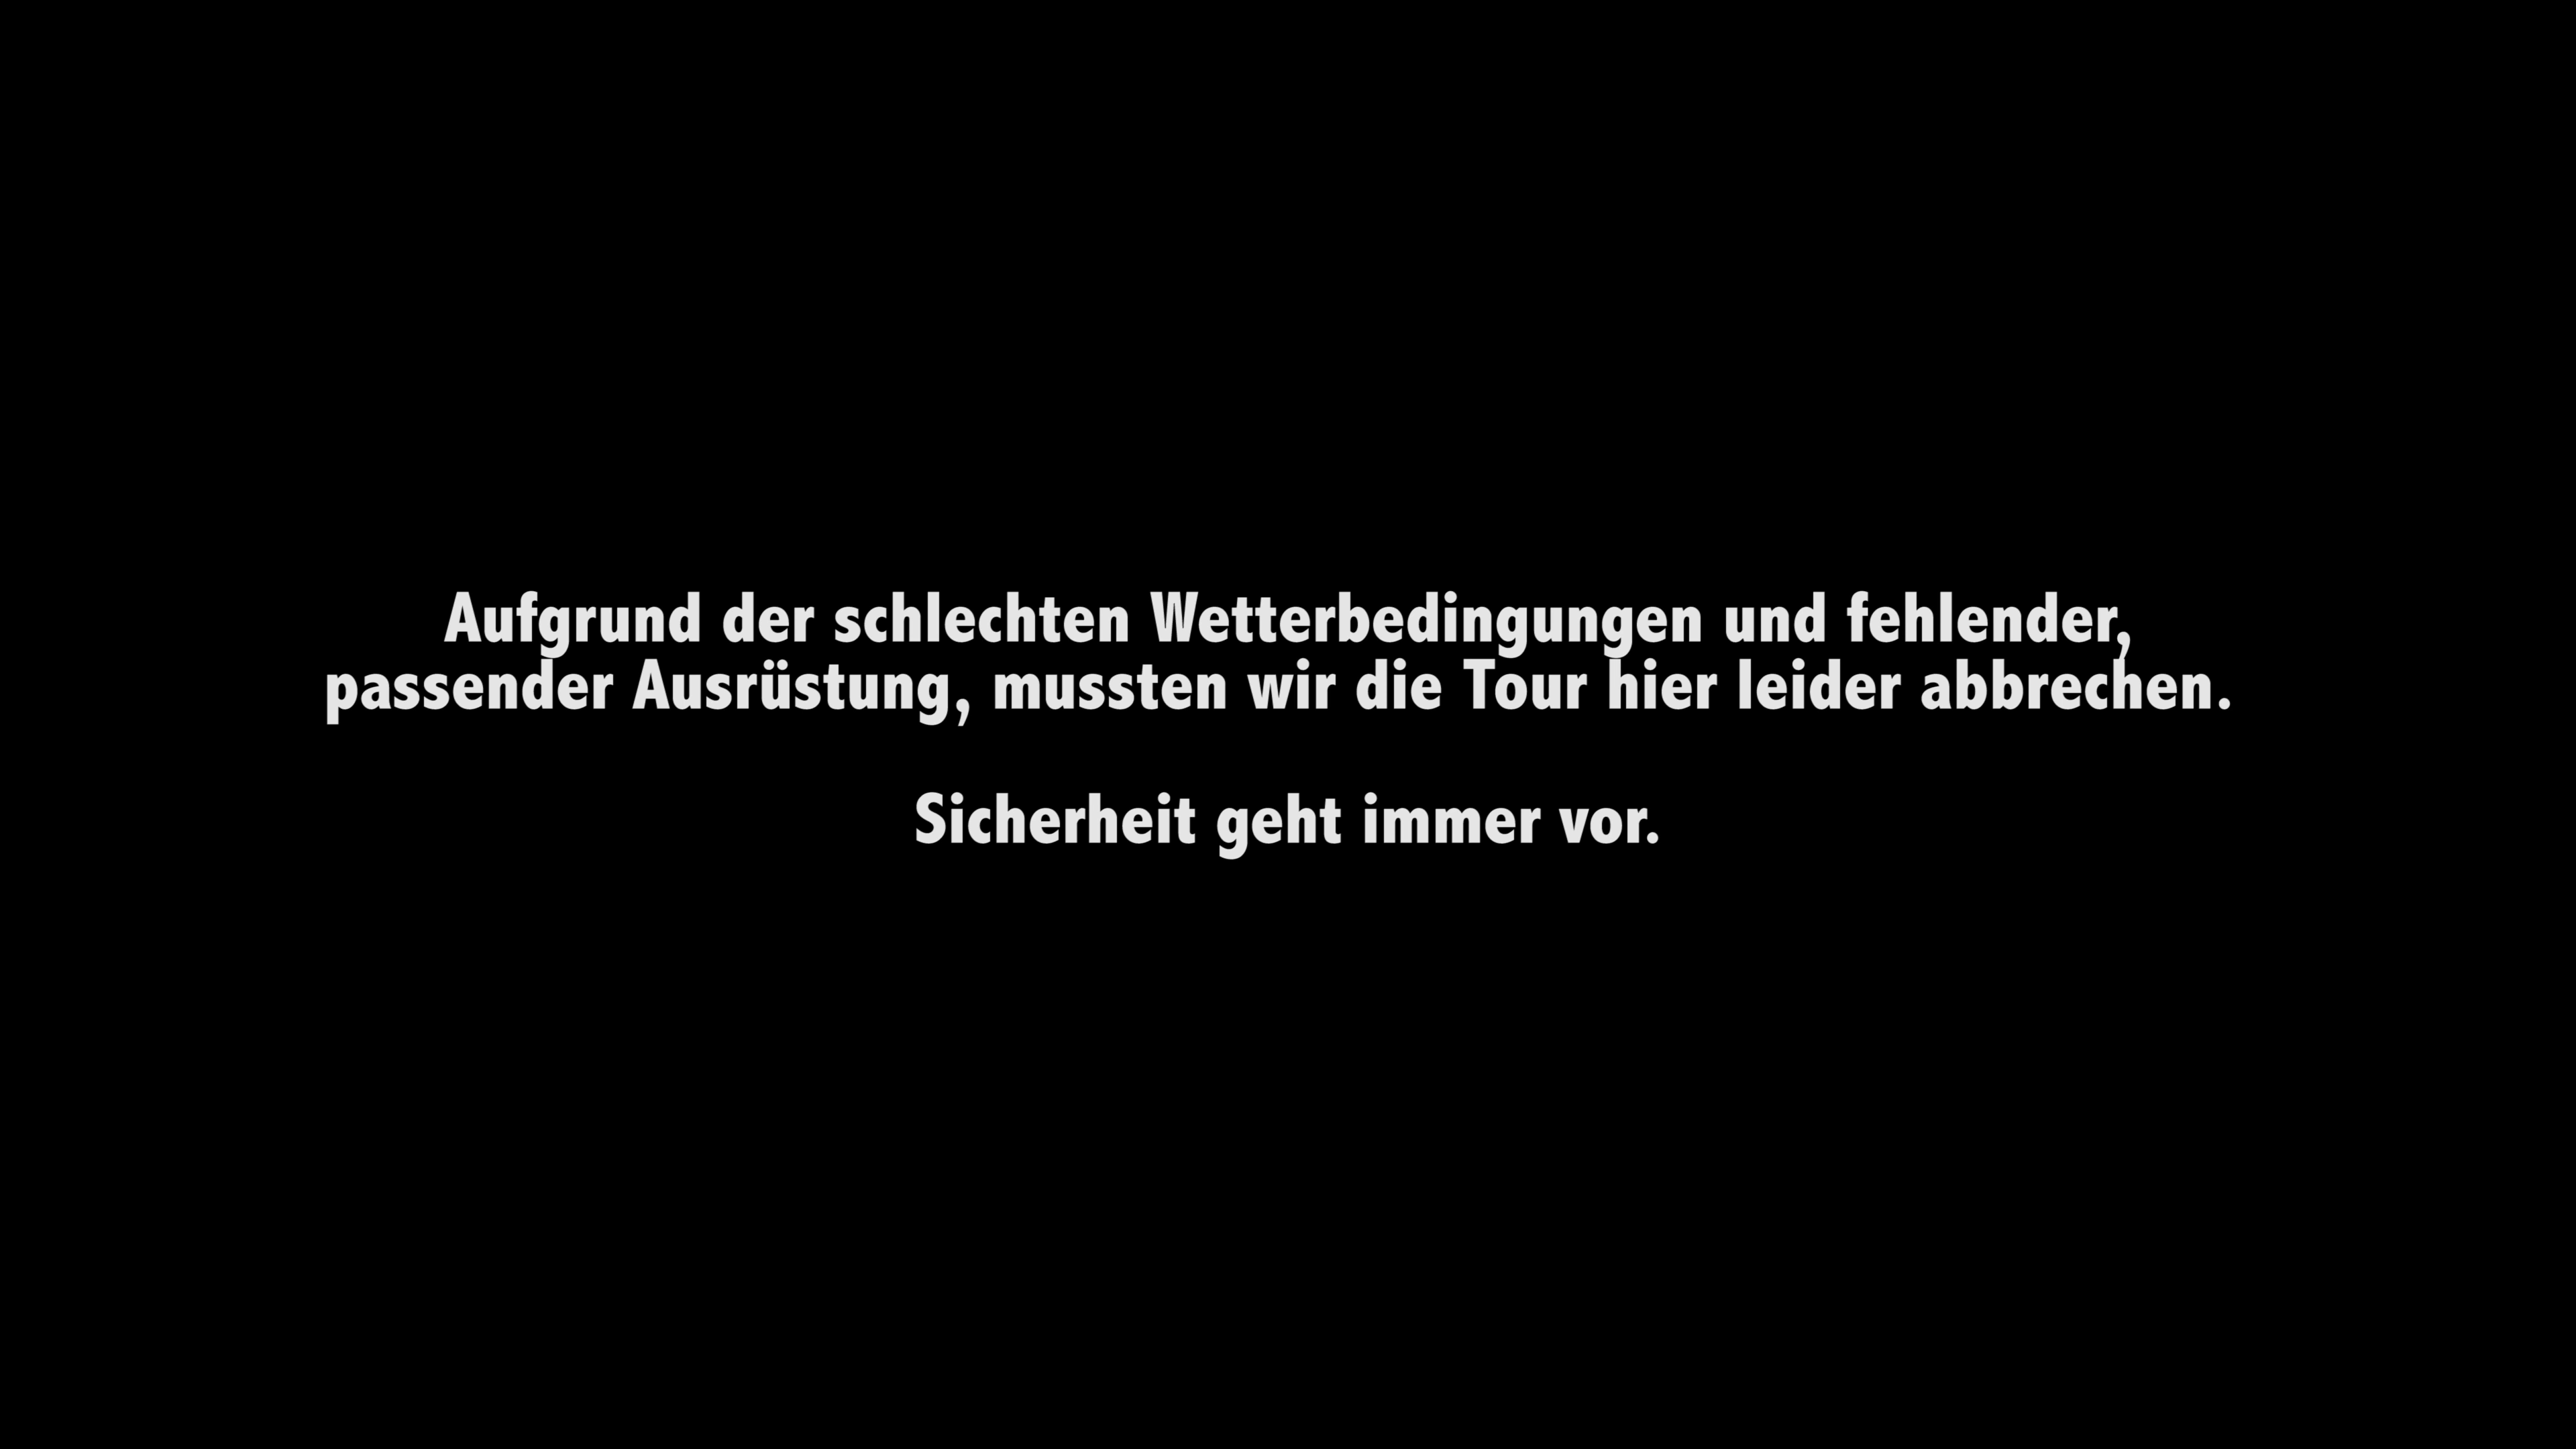 Aufgrund der schlechten Wetterbedingungen und fehlender,
passender Ausrüstung, mussten wir die Tour hier leider abbrechen.
Sicherheit geht immer vor.